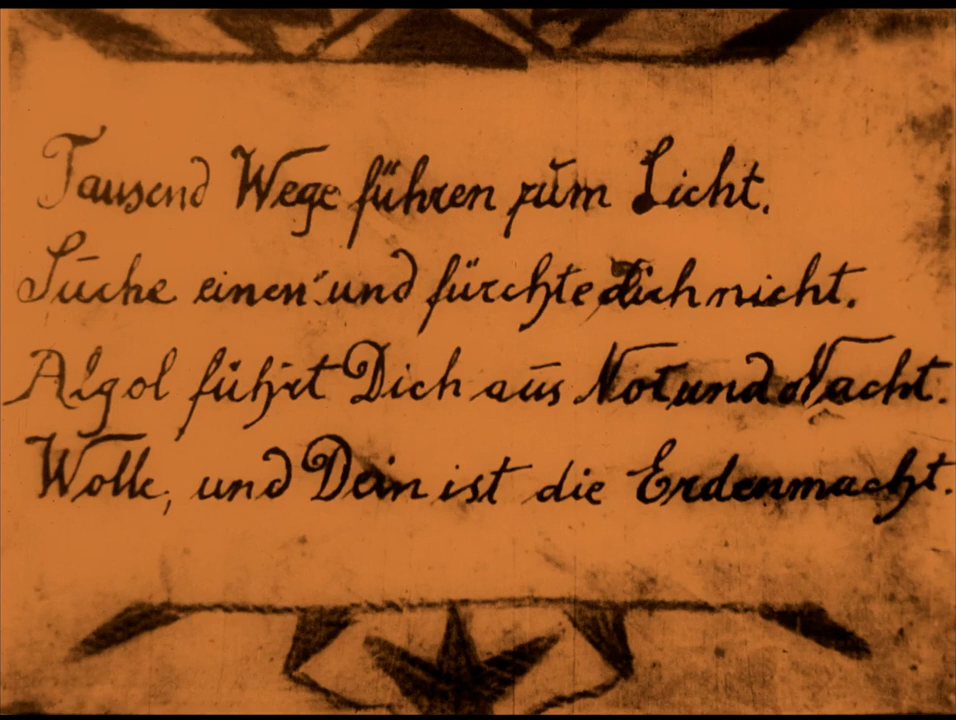 Tausend Wege führen zum Licht.
Suche einen und fürchte dich nicht.
Algol führt Dich aus Not und Nacht.
Wolle, und Dein ist die Erdenmacht.